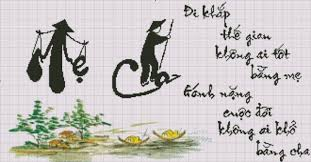 Mẹ
Cha
Đi khắp
thế gian
không ai tốt
bằng mẹ
Gánh nặng
cuộc đời
không ai khổ
bằng cha